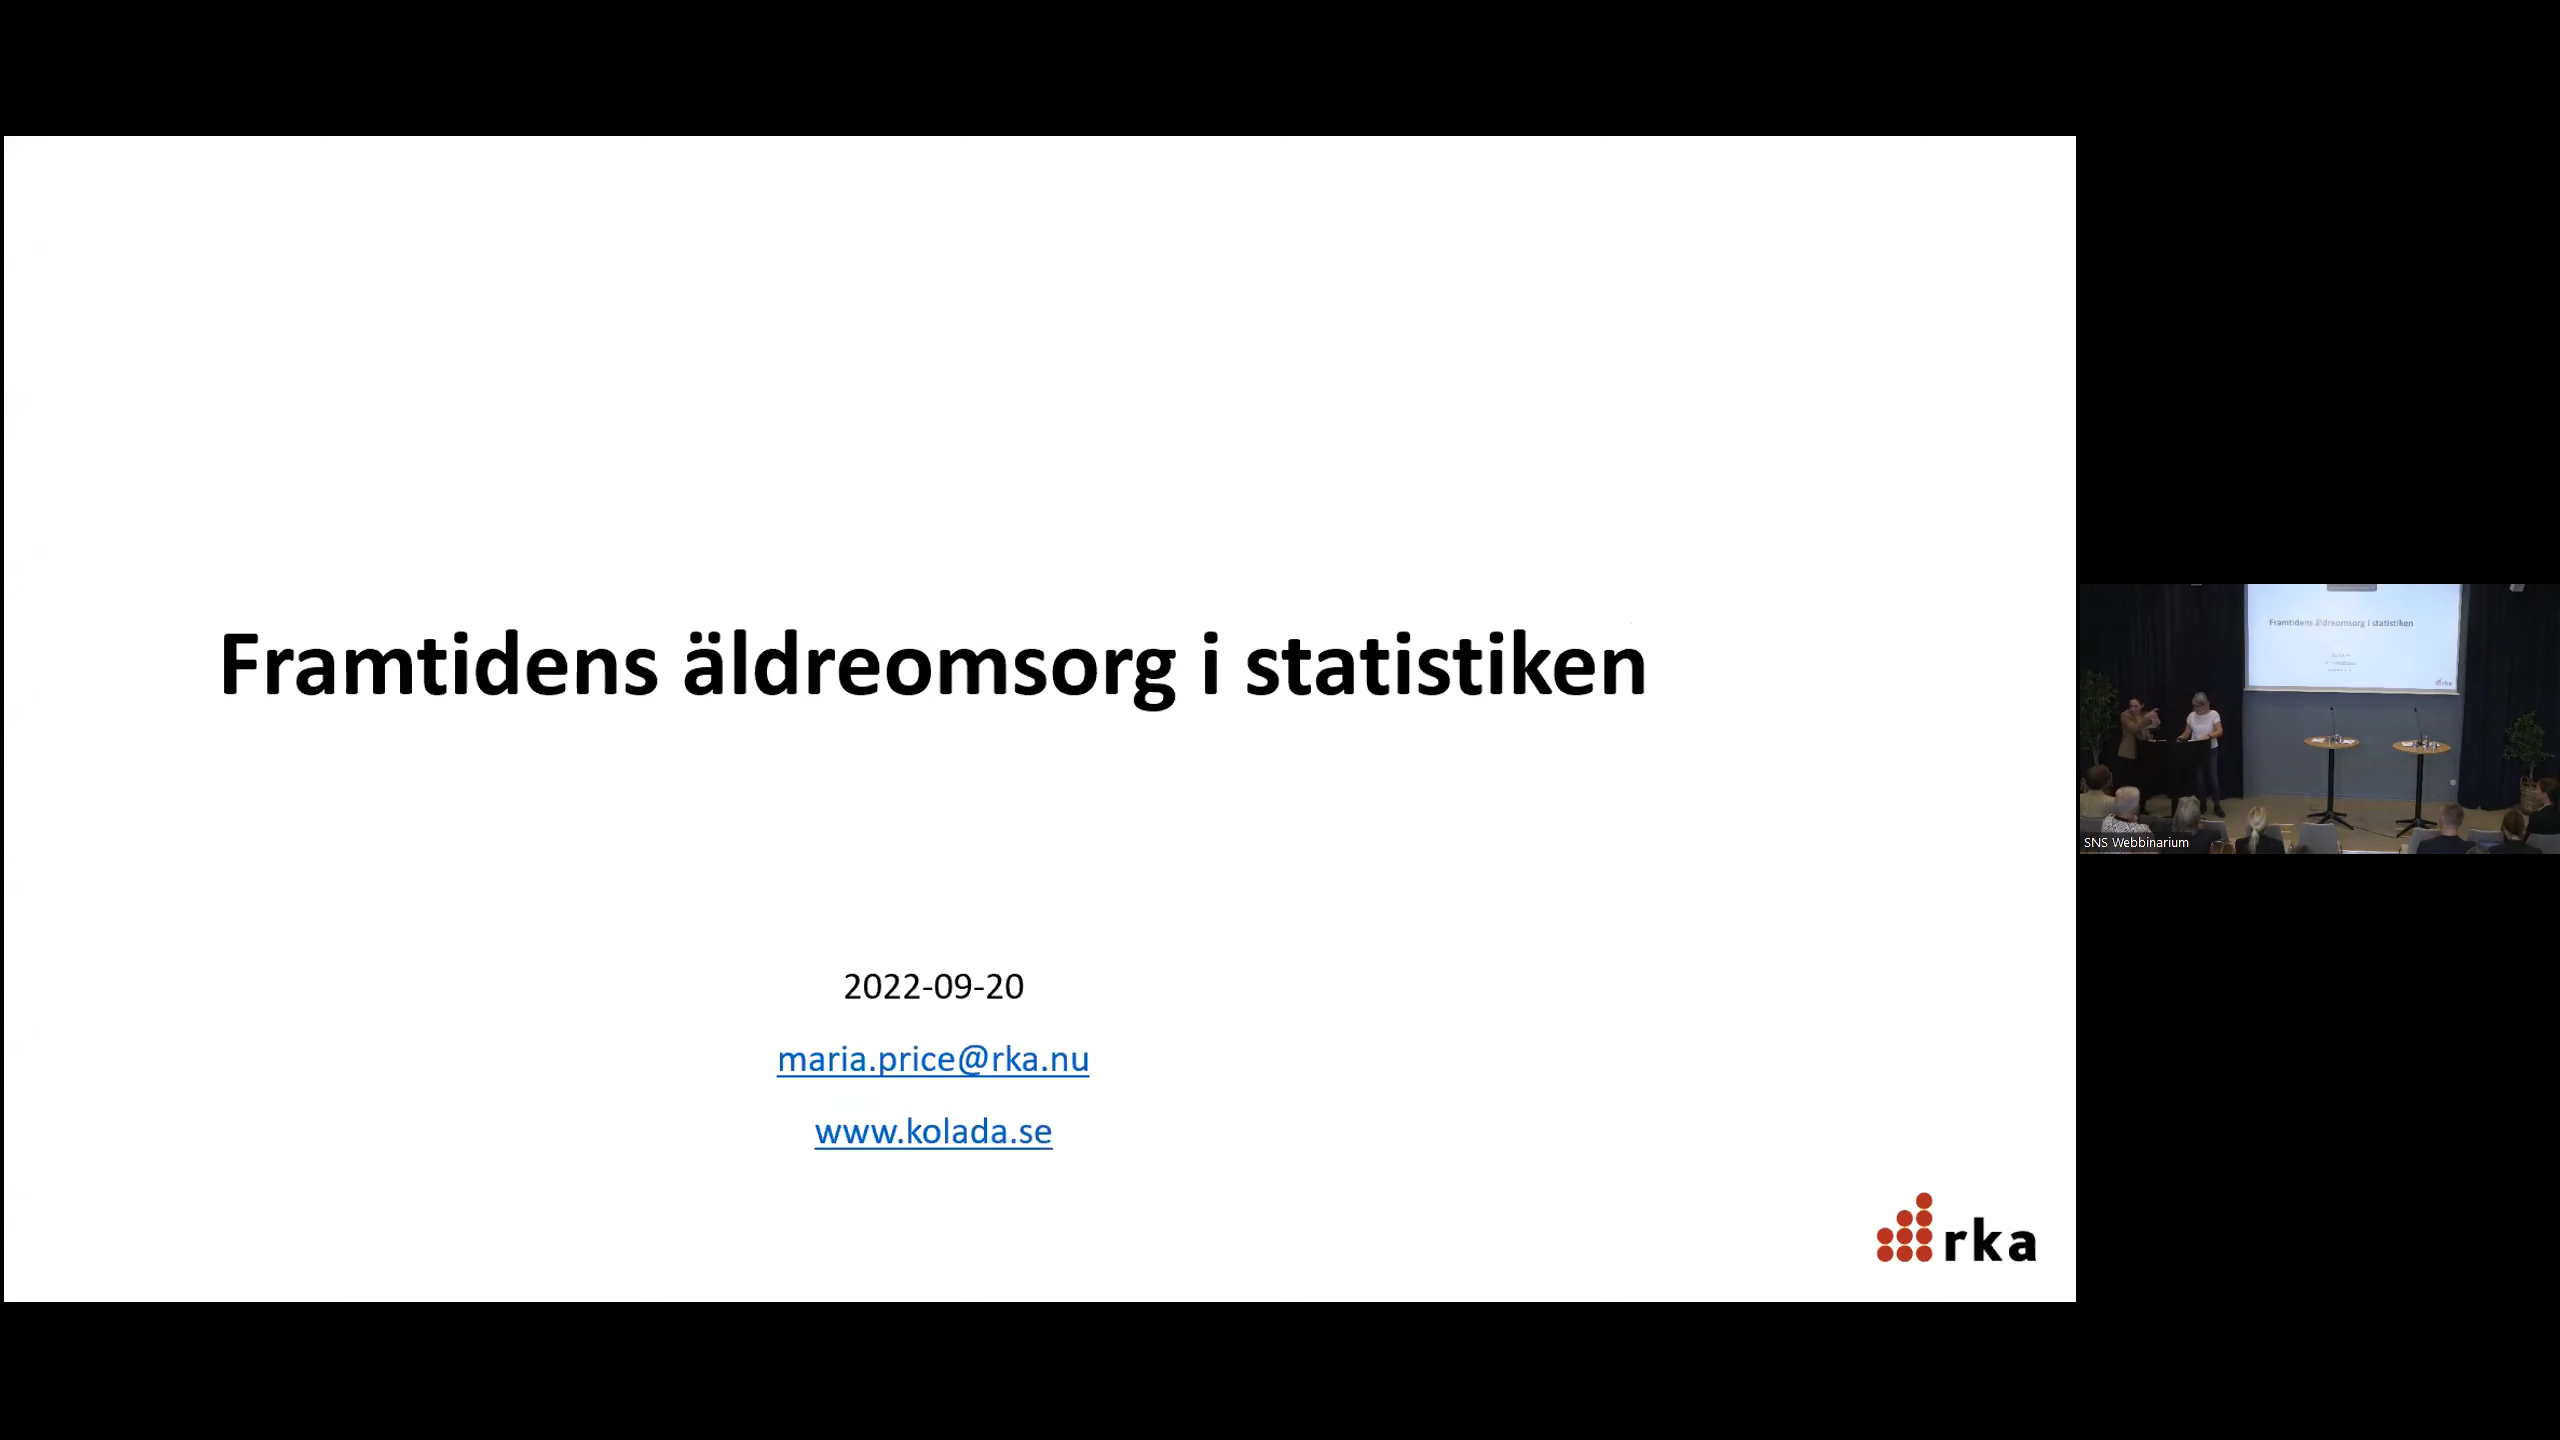 Framtidens äldreomsorg i statistiken
2022-09-20
maria.price@rka.nu
www.kolada.se
rka
Framtidens äldreomsorg i statistiken
rka
SNS Webbinarium